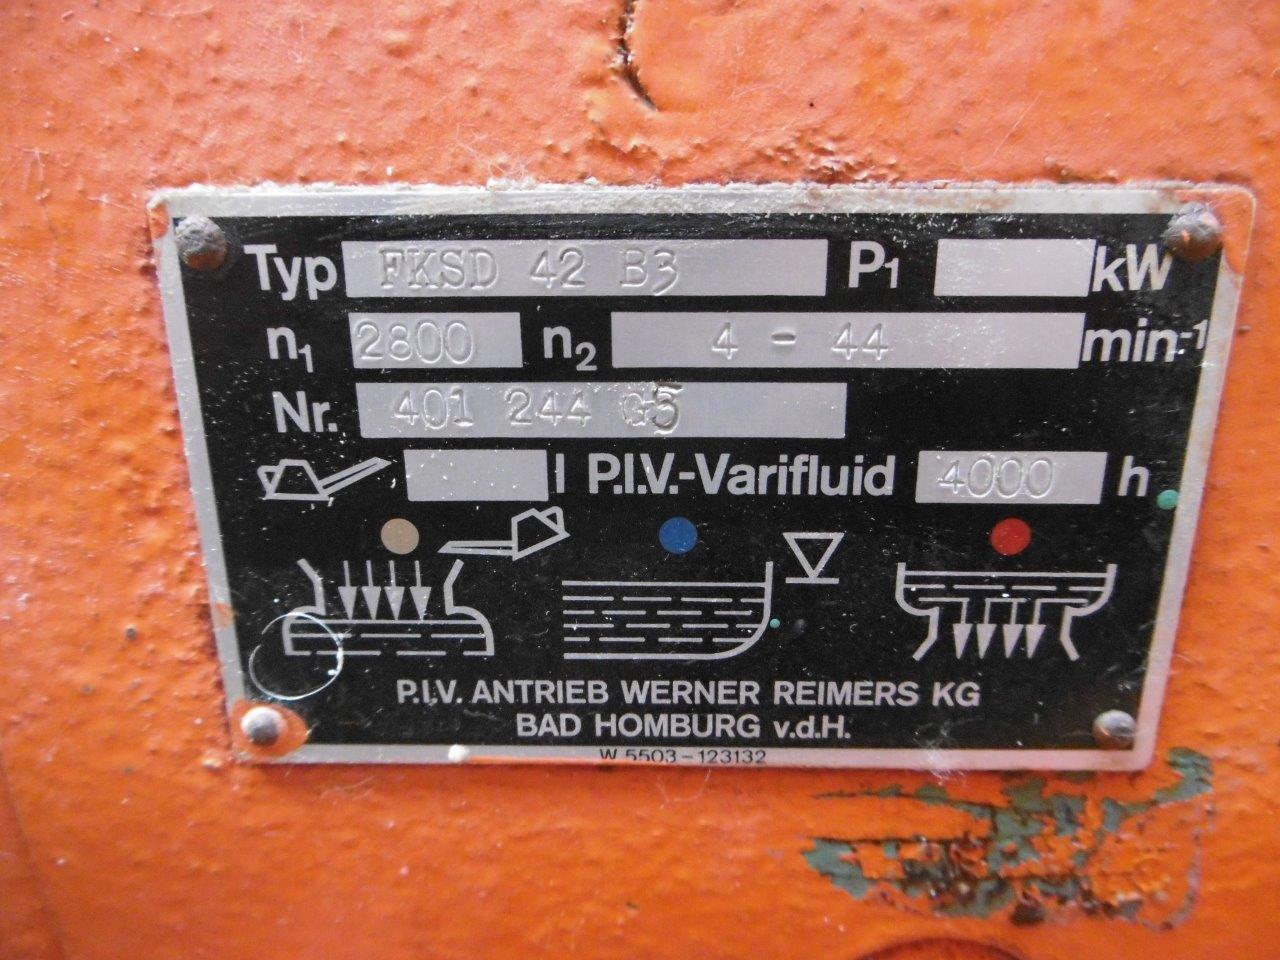 Typ FKSD 42 B3 P1 kW
n1 2800 n2 4 - 44 min-1
Nr. 401 244 G5
l P.I.V.-Varifluid 4000 h
P.I.V. ANTRIEB WERNER REIMERS KG
BAD HOMBURG v.d.H.
W 5503-123132